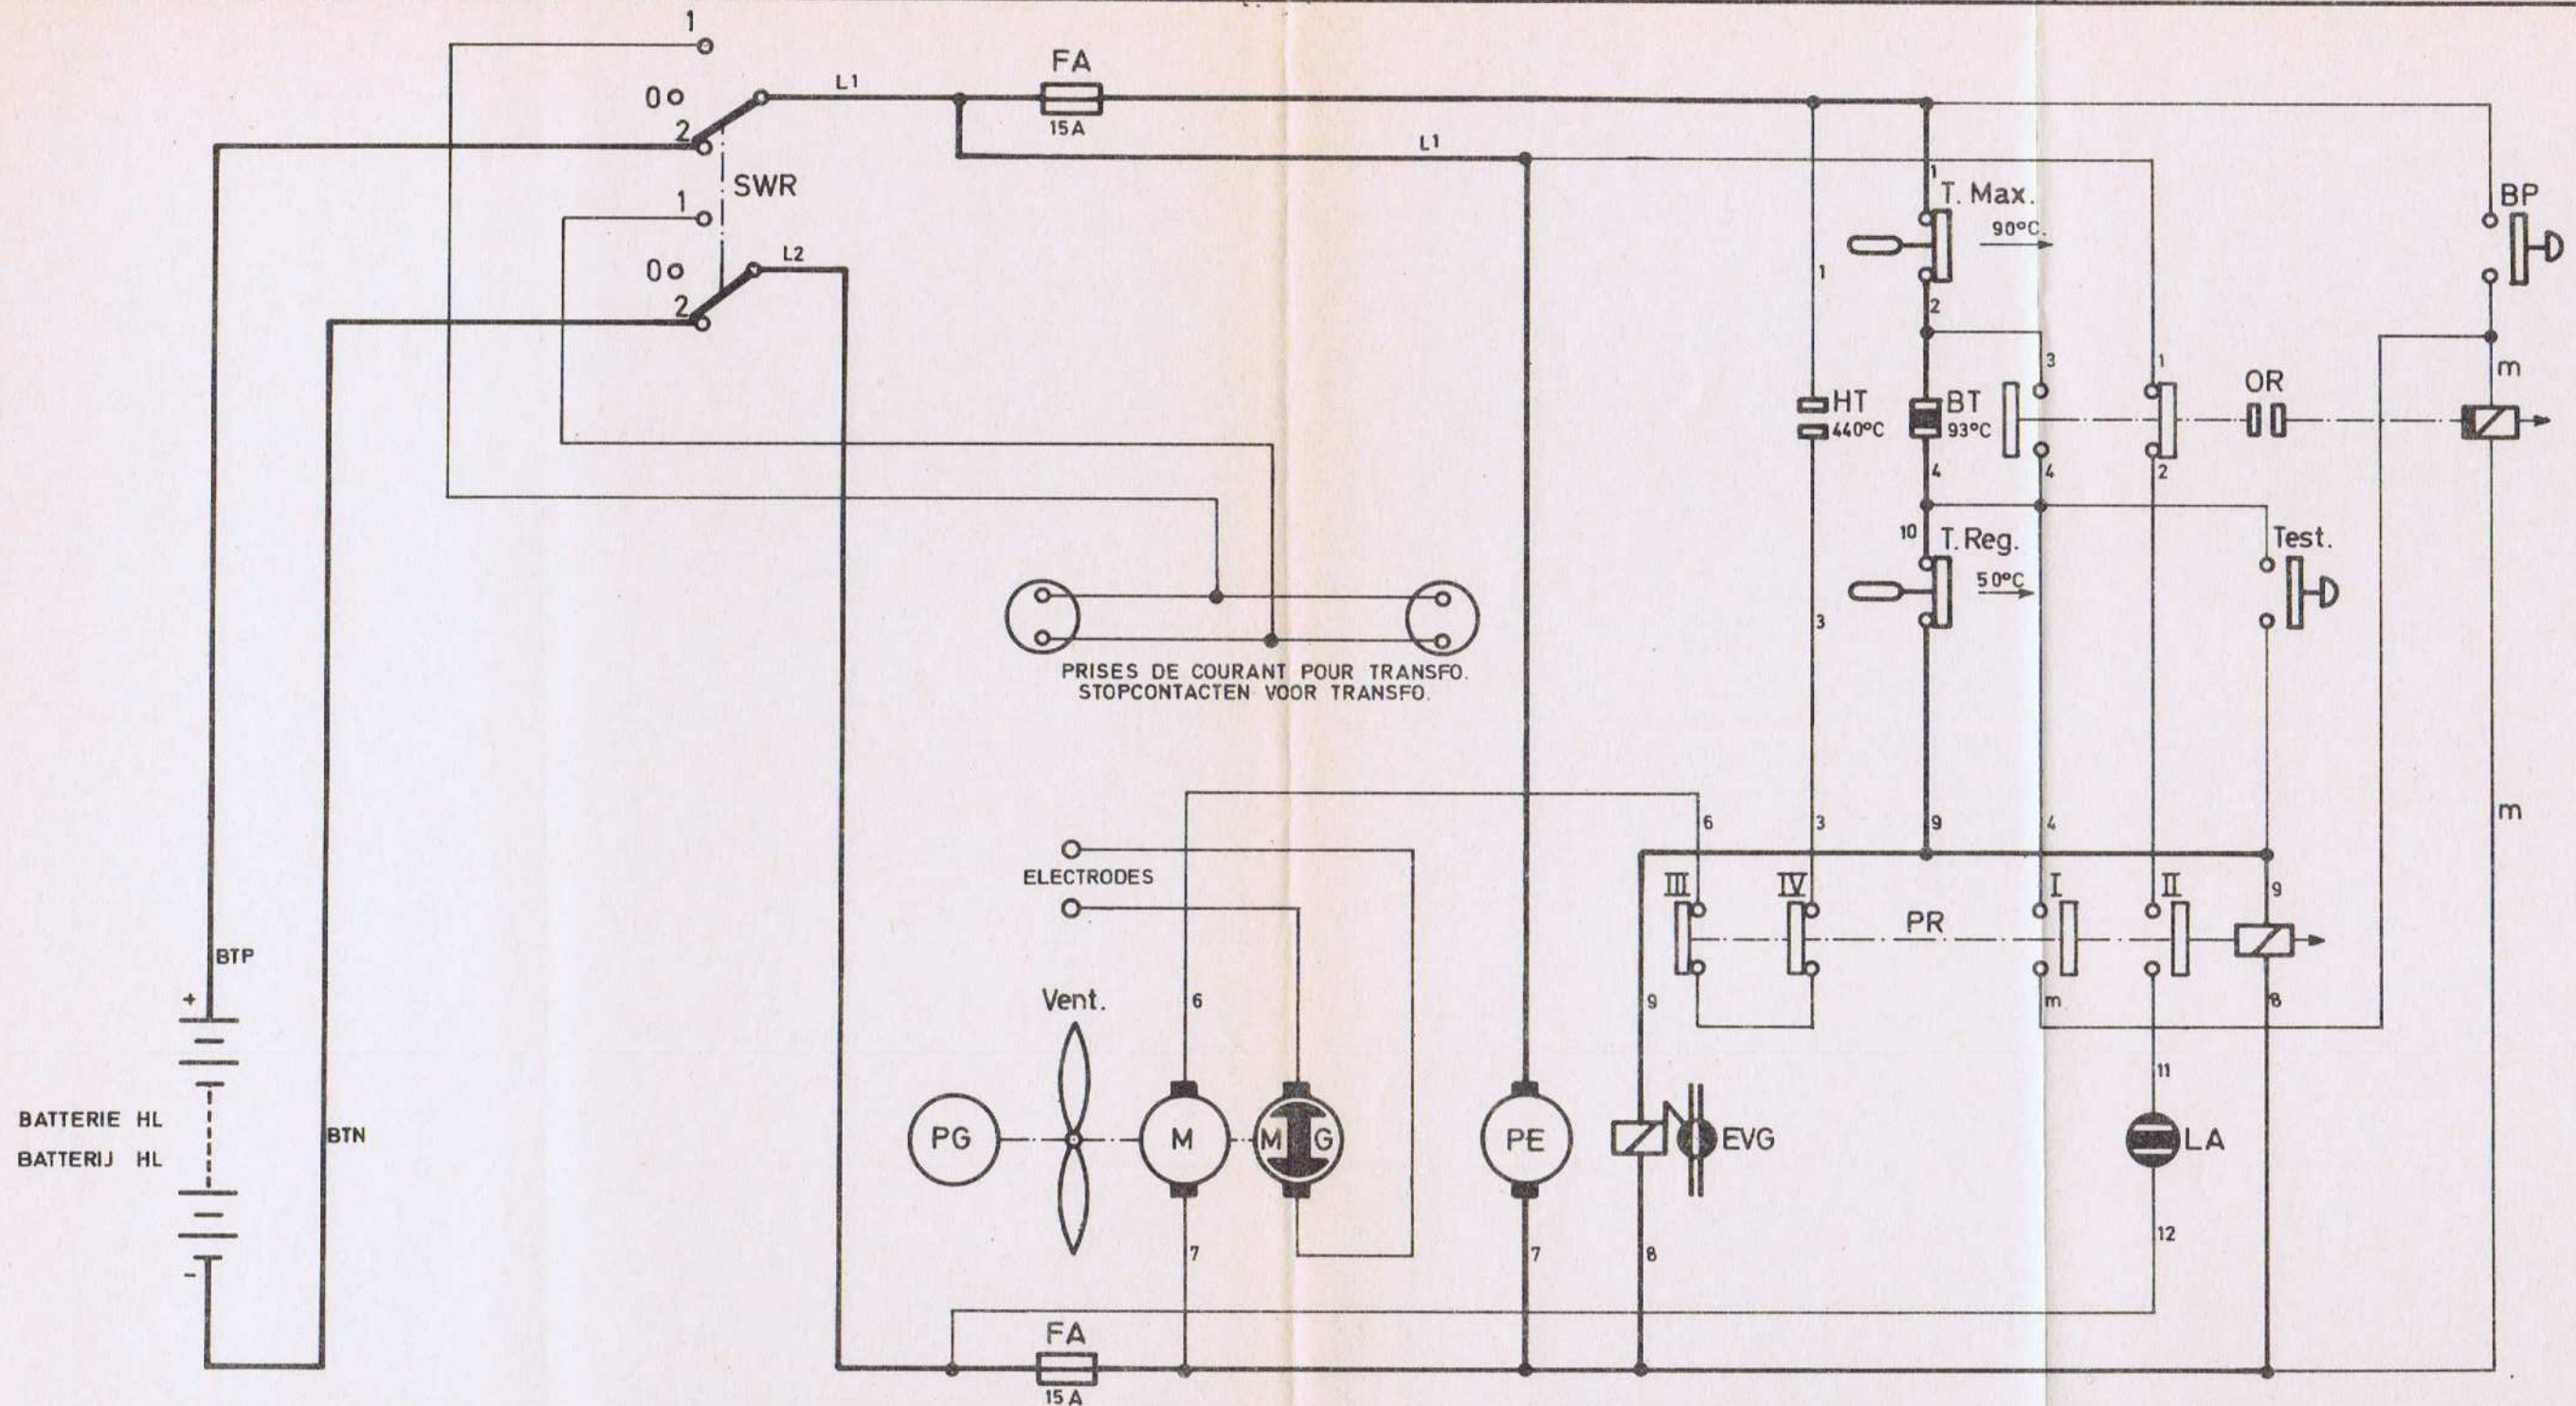 1
0
2
L1
FA
15A
L1
SWR
1
0
2
L2
1
T. Max.
90°C.
BP
1
2
3
1
OR
m
HT
440°C
BT
93°C
4
4
2
10
T.Reg.
50°C
Test.
3
PRISES DE COURANT POUR TRANSFO.
STOPCONTACTEN VOOR TRANSFO.
6
3
9
4
m
ELECTRODES
III
IV
I
II
9
PR
BTP
+
Vent.
6
9
m
8
11
BATTERIE HL
BATTERIJ HL
BTN
PG
M
M
G
PE
EVG
LA
12
-
7
7
8
FA
15A